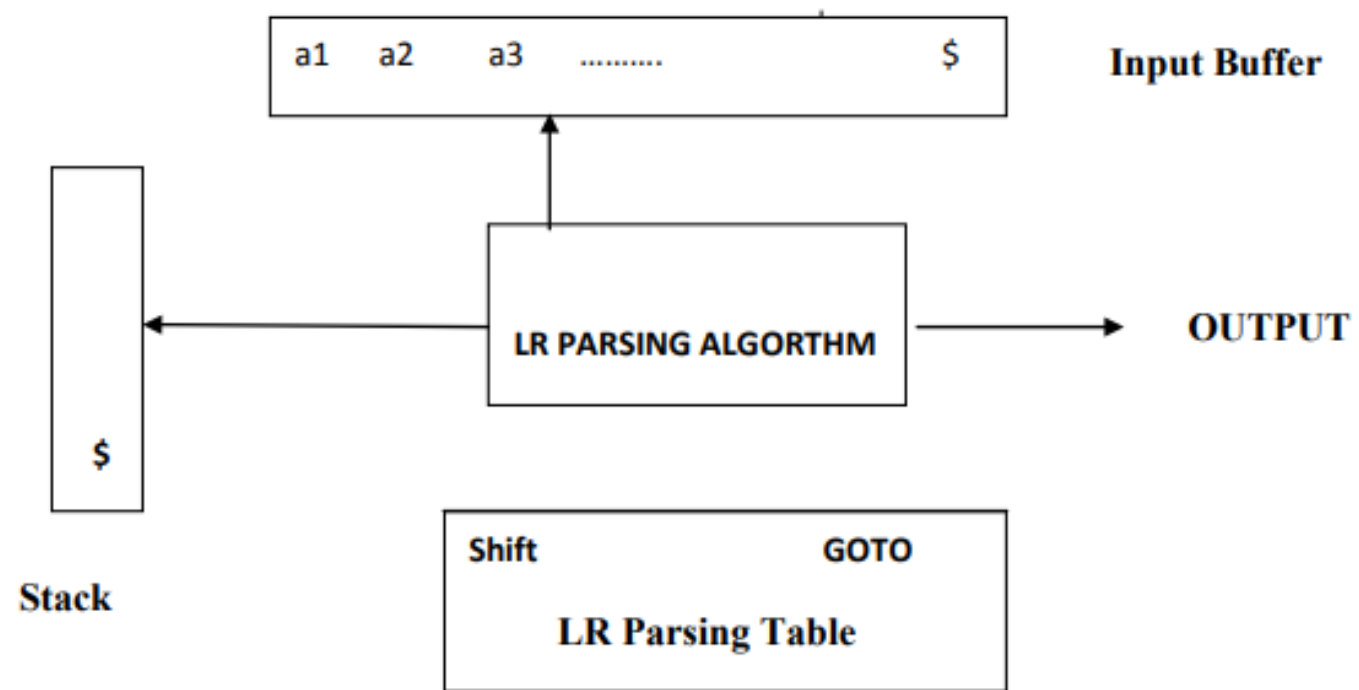 a1 a2 a3 .......... $
Input Buffer
LR PARSING ALGORTHM
OUTPUT
$
Stack
Shift GOTO
LR Parsing Table